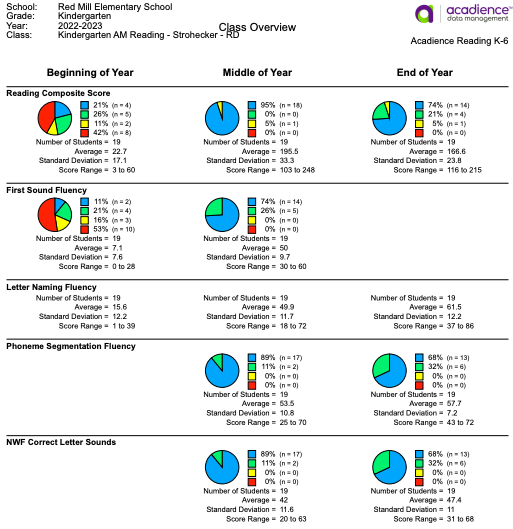 School: Red Mill Elementary School
Grade: Kindergarten
Year: 2022-2023
Class: Kindergarten AM Reading - Strohecker - RD
Class Overview
acadience
data management
Acadience Reading K-6
Beginning of Year Middle of Year End of Year
Reading Composite Score
21% (n = 4) 95% (n = 18) 74% (n = 14)
26% (n = 5) 0% (n = 0) 21% (n = 4)
11% (n = 2) 5% (n = 1) 5% (n = 1)
42% (n = 8) 0% (n = 0) 0% (n = 0)
Number of Students = 19 Number of Students = 19 Number of Students = 19
Average = 22.7 Average = 195.5 Average = 166.6
Standard Deviation = 17.1 Standard Deviation = 33.3 Standard Deviation = 23.8
Score Range = 3 to 60 Score Range = 103 to 248 Score Range = 116 to 215
First Sound Fluency
11% (n = 2) 74% (n = 14)
21% (n = 4) 26% (n = 5)
16% (n = 3) 0% (n = 0)
53% (n = 10) 0% (n = 0)
Number of Students = 19 Number of Students = 19
Average = 7.1 Average = 50
Standard Deviation = 7.6 Standard Deviation = 9.7
Score Range = 0 to 28 Score Range = 30 to 60
Letter Naming Fluency
Number of Students = 19 Number of Students = 19 Number of Students = 19
Average = 15.6 Average = 49.9 Average = 61.5
Standard Deviation = 12.2 Standard Deviation = 11.7 Standard Deviation = 12.2
Score Range = 1 to 39 Score Range = 18 to 72 Score Range = 37 to 86
Phoneme Segmentation Fluency
89% (n = 17) 68% (n = 13)
11% (n = 2) 32% (n = 6)
0% (n = 0) 0% (n = 0)
0% (n = 0) 0% (n = 0)
Number of Students = 19 Number of Students = 19
Average = 53.5 Average = 57.7
Standard Deviation = 10.8 Standard Deviation = 7.2
Score Range = 25 to 70 Score Range = 43 to 72
NWF Correct Letter Sounds
89% (n = 17) 68% (n = 13)
11% (n = 2) 32% (n = 6)
0% (n = 0) 0% (n = 0)
0% (n = 0) 0% (n = 0)
Number of Students = 19 Number of Students = 19
Average = 42 Average = 47.4
Standard Deviation = 11.6 Standard Deviation = 11
Score Range = 20 to 63 Score Range = 31 to 68